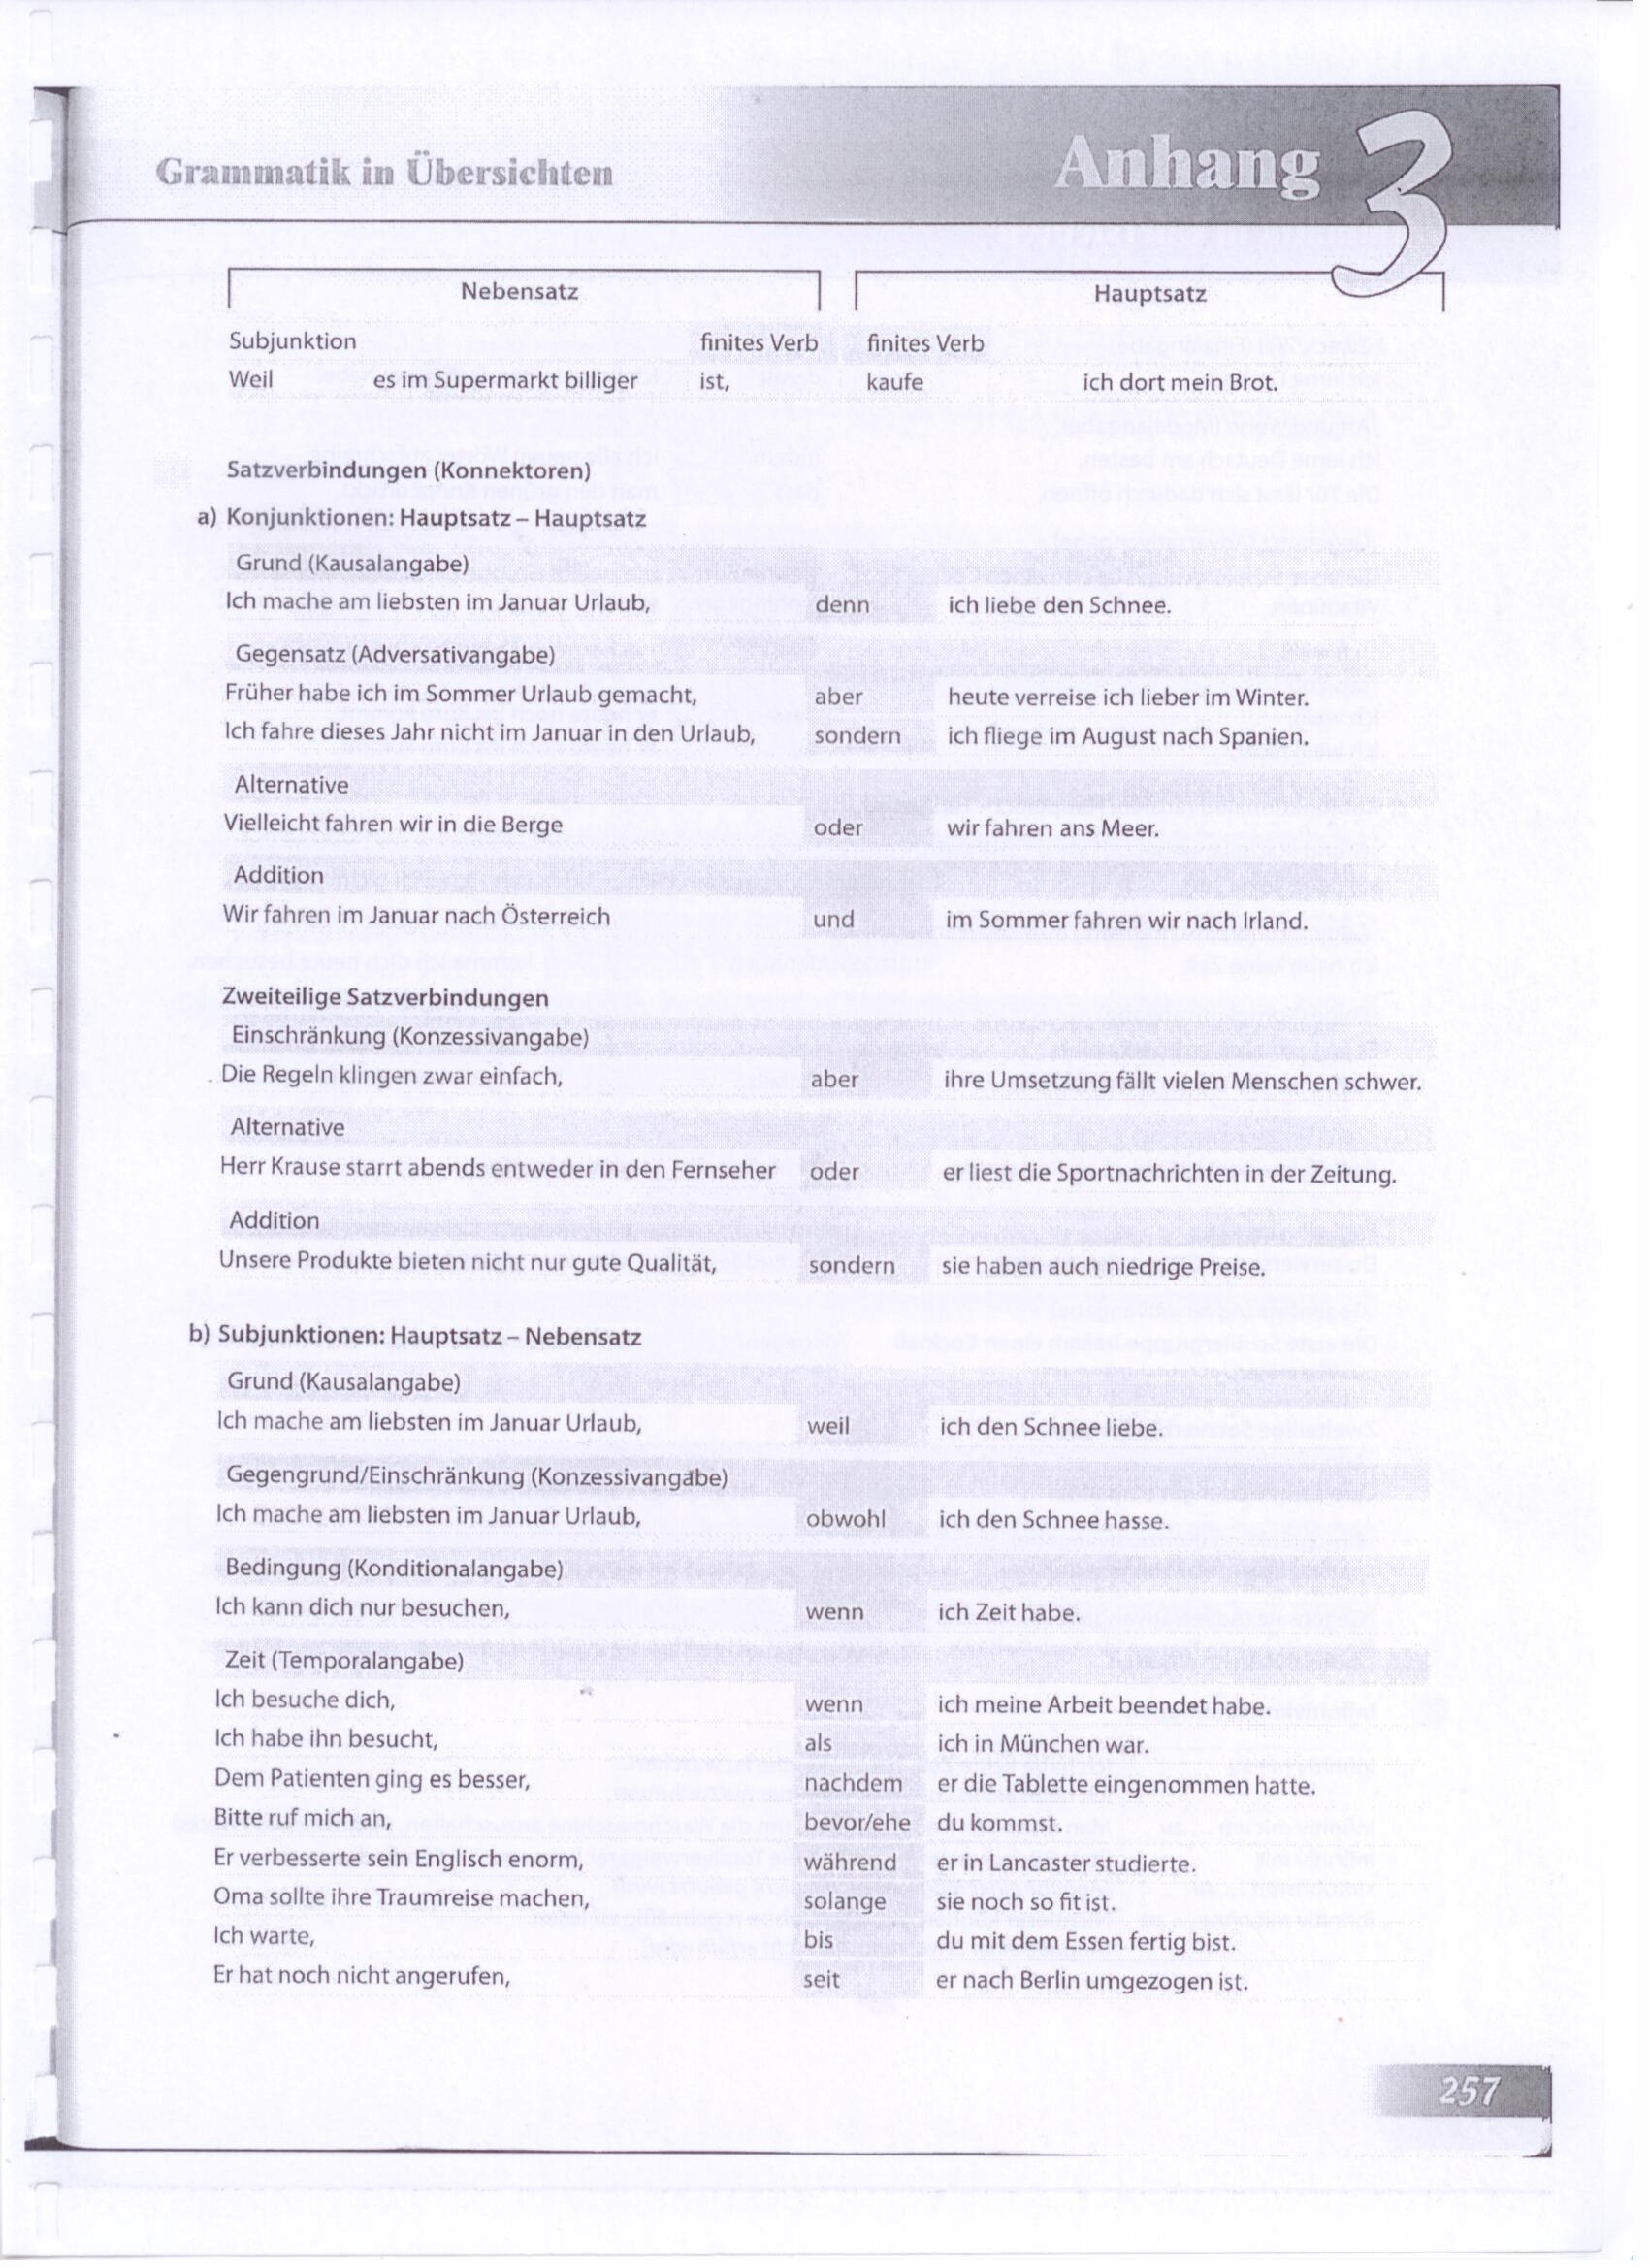 Grammatik in Übersichten Anhang 3
Nebensatz Hauptsatz
Subjunktion finites Verb finites Verb
Weil es im Supermarkt billiger ist, kaufe ich dort mein Brot.
Satzverbindungen (Konnektoren)
a) Konjunktionen: Hauptsatz – Hauptsatz
Grund (Kausalangabe)
Ich mache am liebsten im Januar Urlaub, denn ich liebe den Schnee.
Gegensatz (Adversativangabe)
Früher habe ich im Sommer Urlaub gemacht, aber heute verreise ich lieber im Winter.
Ich fahre dieses Jahr nicht im Januar in den Urlaub, sondern ich fliege im August nach Spanien.
Alternative
Vielleicht fahren wir in die Berge oder wir fahren ans Meer.
Addition
Wir fahren im Januar nach Österreich und im Sommer fahren wir nach Irland.
Zweiteilige Satzverbindungen
Einschränkung (Konzessivangabe)
Die Regeln klingen zwar einfach, aber ihre Umsetzung fällt vielen Menschen schwer.
Alternative
Herr Krause starrt abends entweder in den Fernseher oder er liest die Sportnachrichten in der Zeitung.
Addition
Unsere Produkte bieten nicht nur gute Qualität, sondern sie haben auch niedrige Preise.
b) Subjunktionen: Hauptsatz – Nebensatz
Grund (Kausalangabe)
Ich mache am liebsten im Januar Urlaub, weil ich den Schnee liebe.
Gegengrund/Einschränkung (Konzessivangabe)
Ich mache am liebsten im Januar Urlaub, obwohl ich den Schnee hasse.
Bedingung (Konditionalangabe)
Ich kann dich nur besuchen, wenn ich Zeit habe.
Zeit (Temporalangabe)
Ich besuche dich, wenn ich meine Arbeit beendet habe.
Ich habe ihn besucht, als ich in München war.
Dem Patienten ging es besser, nachdem er die Tablette eingenommen hatte.
Bitte ruf mich an, bevor/ehe du kommst.
Er verbesserte sein Englisch enorm, während er in Lancaster studierte.
Oma sollte ihre Traumreise machen, solange sie noch so fit ist.
Ich warte, bis du mit dem Essen fertig bist.
Er hat noch nicht angerufen, seit er nach Berlin umgezogen ist.
257